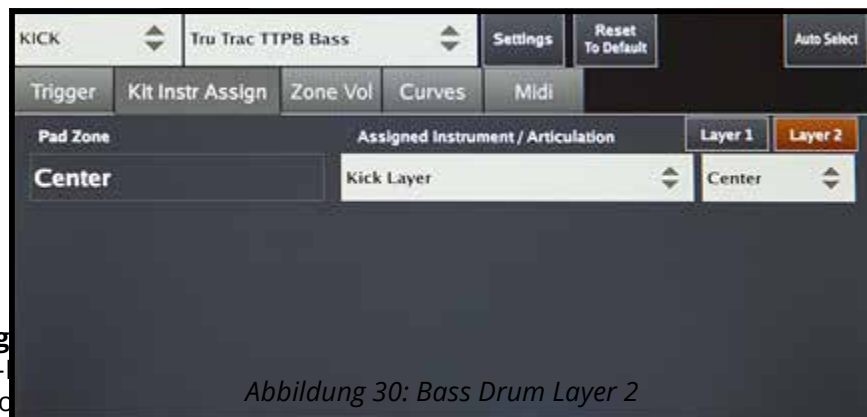 KICK Tru Trac TTPB Bass Settings Reset To Default Auto Select
Trigger Kit Instr Assign Zone Vol Curves Midi
Pad Zone Assigned Instrument / Articulation Layer 1 Layer 2
Center Kick Layer Center
Abbildung 30: Bass Drum Layer 2